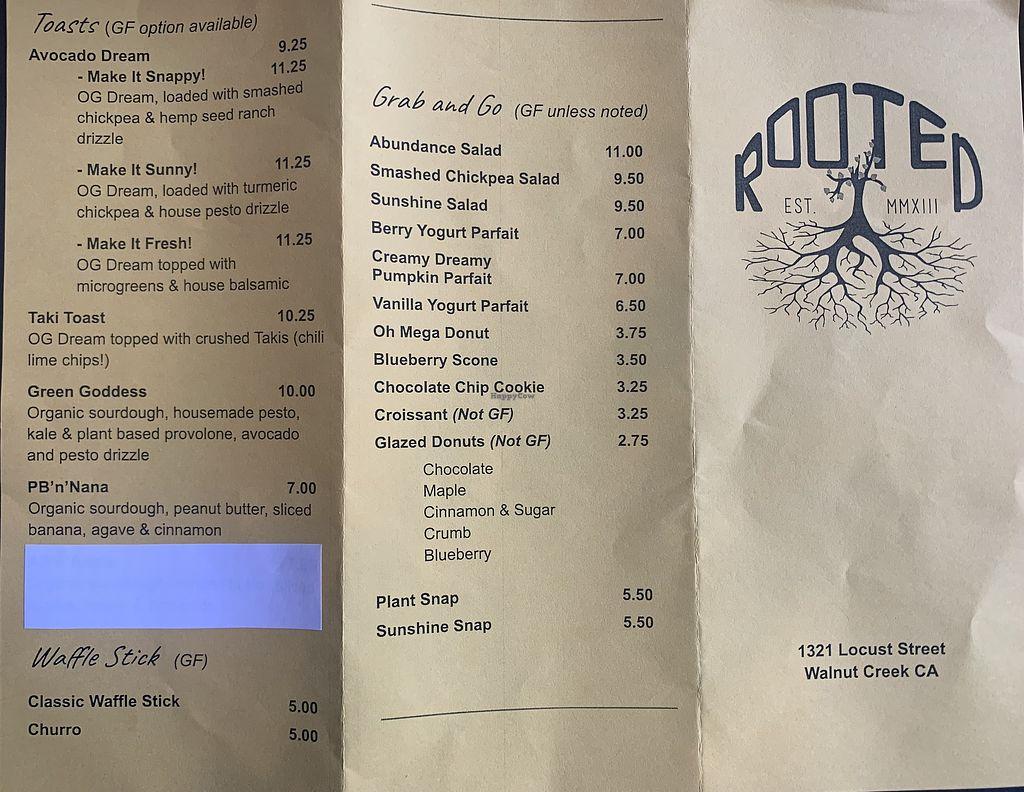 Toasts (GF option available)
Avocado Dream 9.25
- Make It Snappy! 11.25
OG Dream, loaded with smashed
chickpea & hemp seed ranch
drizzle
- Make It Sunny! 11.25
OG Dream, loaded with turmeric
chickpea & house pesto drizzle
- Make It Fresh! 11.25
OG Dream topped with
microgreens & house balsamic
Taki Toast 10.25
OG Dream topped with crushed Takis (chili
lime chips!)
Green Goddess 10.00
Organic sourdough, housemade pesto,
kale & plant based provolone, avocado
and pesto drizzle
PB'n'Nana 7.00
Organic sourdough, peanut butter, sliced
banana, agave & cinnamon
Waffle Stick (GF)
Classic Waffle Stick 5.00
Churro 5.00
Grab and Go (GF unless noted)
Abundance Salad 11.00
Smashed Chickpea Salad 9.50
Sunshine Salad 9.50
Berry Yogurt Parfait 7.00
Creamy Dreamy
Pumpkin Parfait 7.00
Vanilla Yogurt Parfait 6.50
Oh Mega Donut 3.75
Blueberry Scone 3.50
Chocolate Chip Cookie 3.25
HappyCow
Croissant (Not GF) 3.25
Glazed Donuts (Not GF) 2.75
Chocolate
Maple
Cinnamon & Sugar
Crumb
Blueberry
Plant Snap 5.50
Sunshine Snap 5.50
ROOTED
EST. MMXIII
1321 Locust Street
Walnut Creek CA